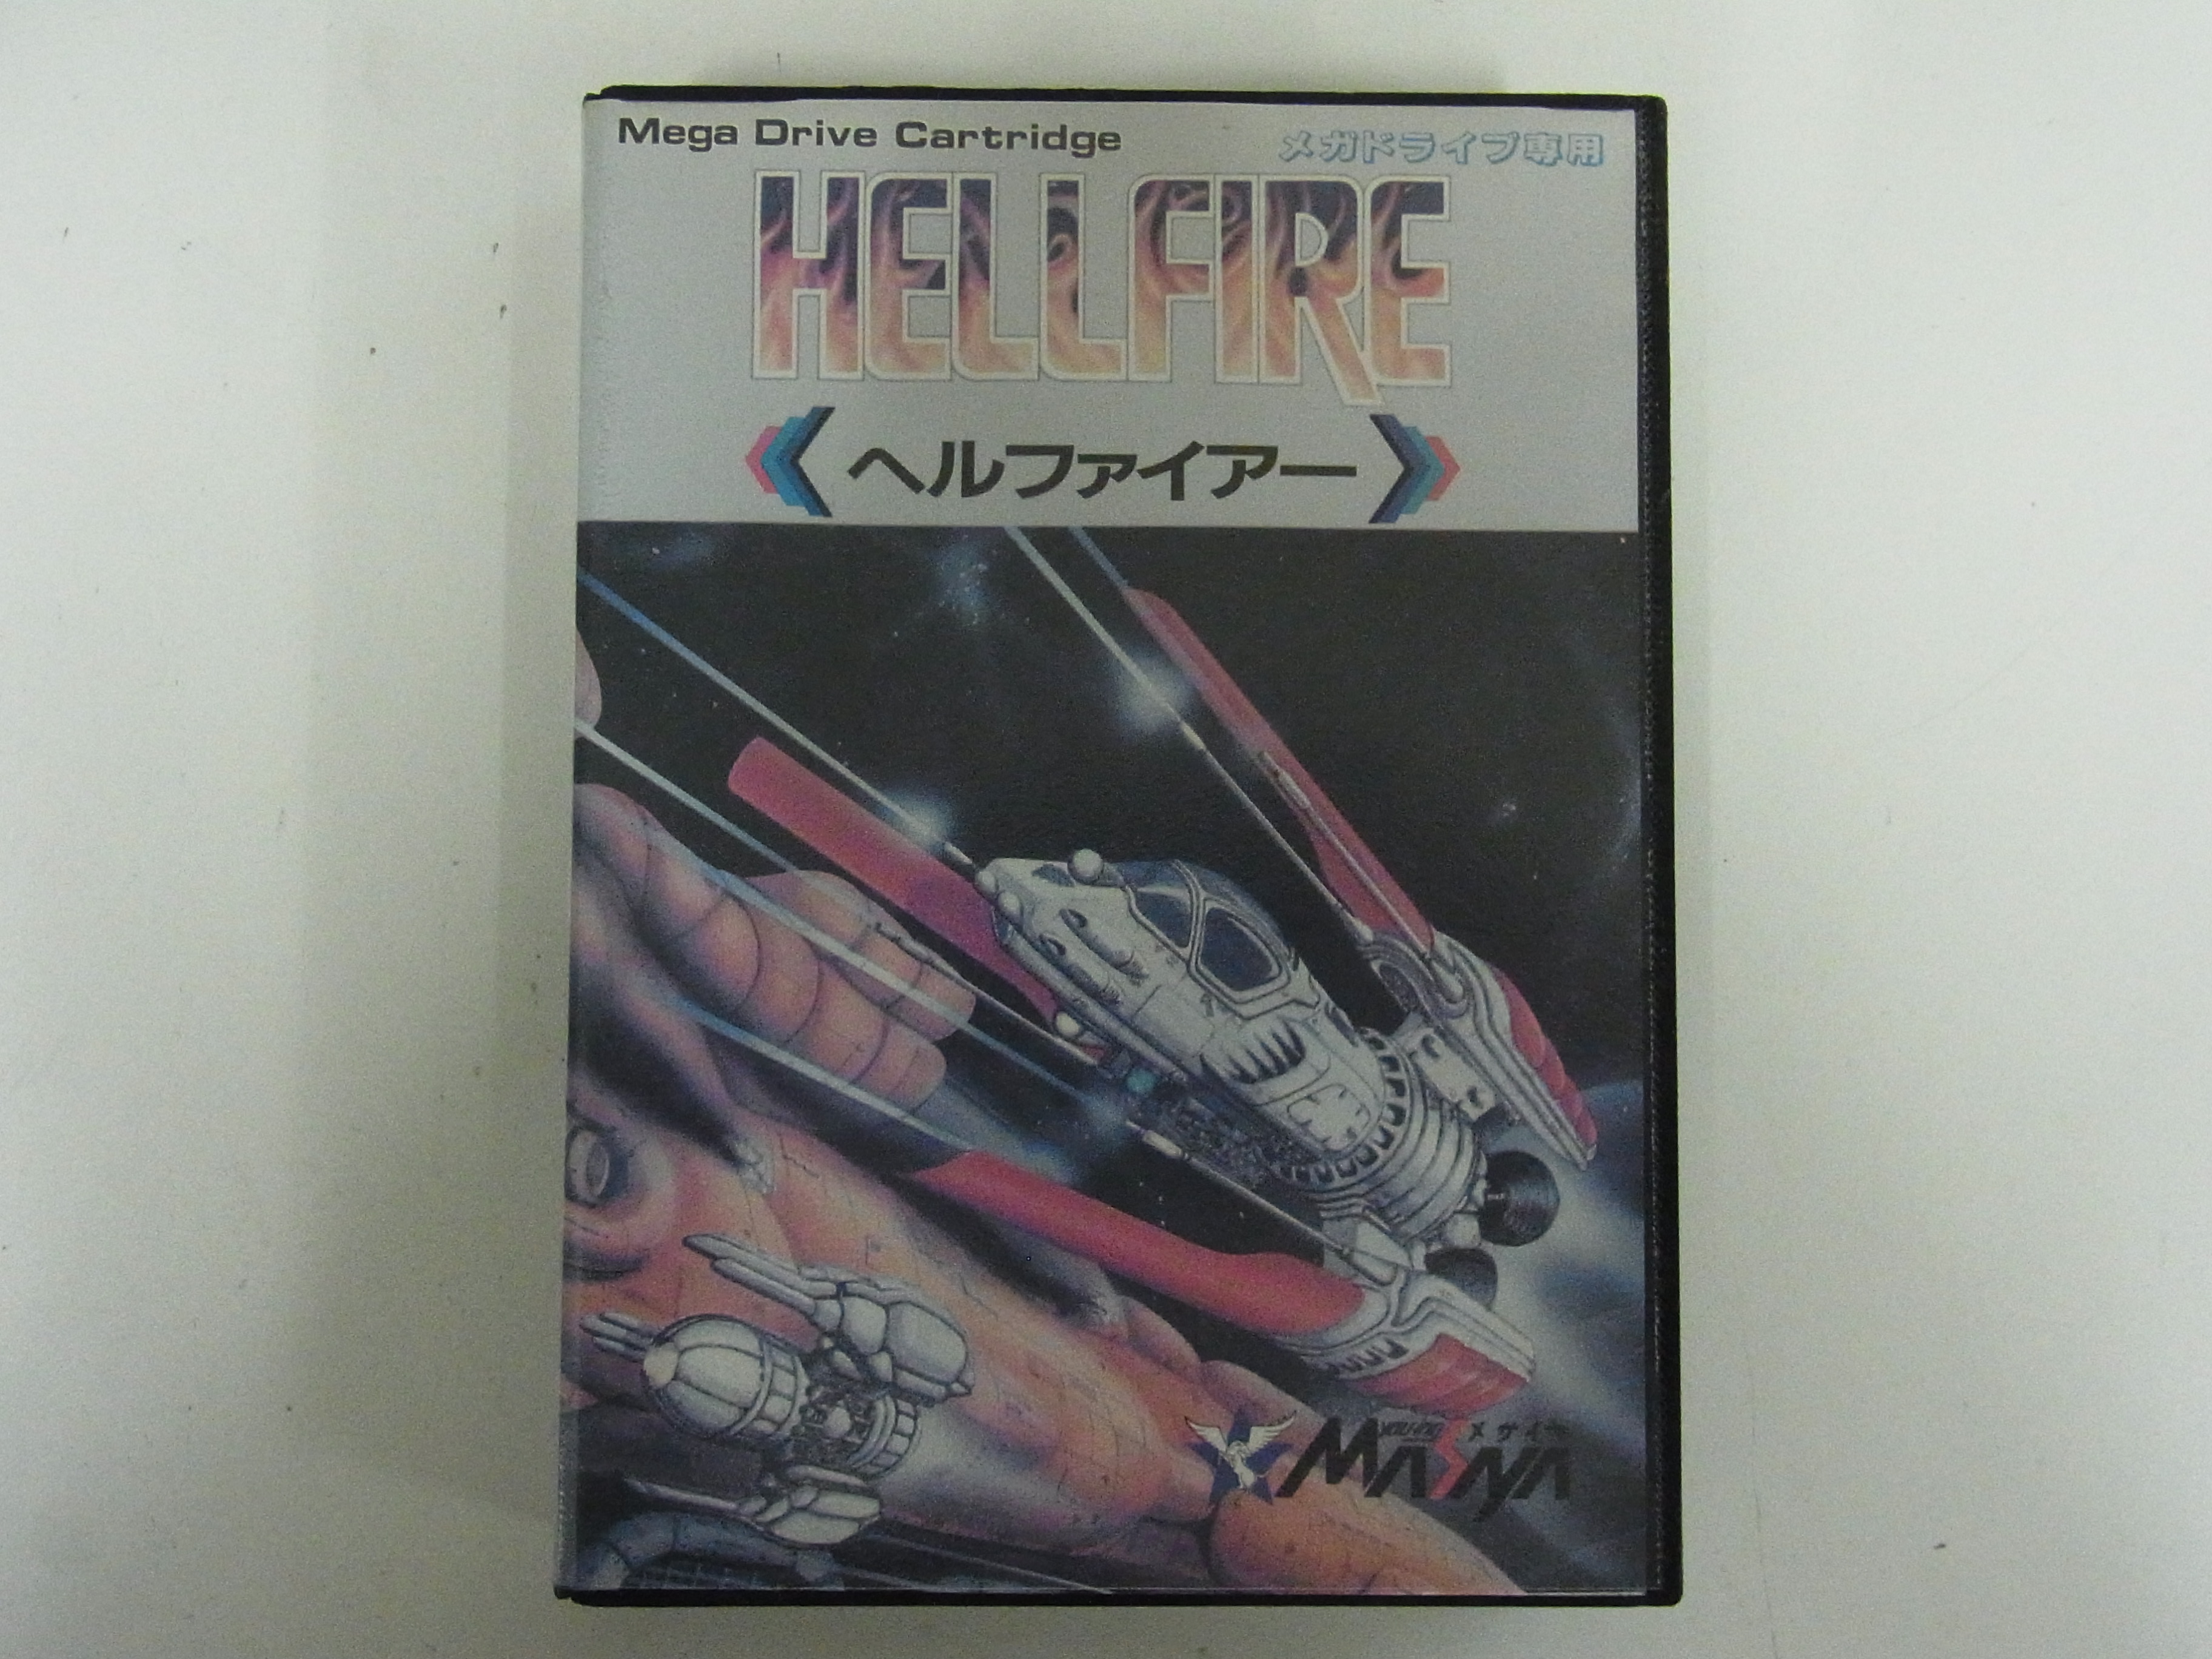 Mega Drive Cartridge
メガドライブ専用
HELLFIRE
ヘルファイアー
メサイヤ
MASAYA